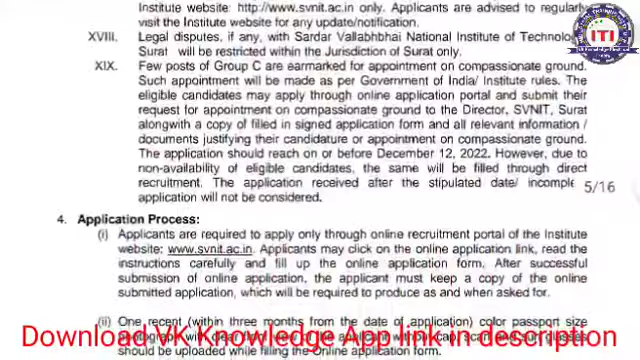 Institute website: http://www.svnit.ac.in only. Applicants are advised to regularly
visit the Institute website for any update/notification.
XVIII. Legal disputes, if any, with Sardar Vallabhbhai National Institute of Technolog
Surat will be restricted within the Jurisdiction of Surat only.
ITI
XIX. Few posts of Group C are earmarked for appointment on compassionate ground.
Such appointment will be made as per Government of India/ Institute rules. The
eligible candidates may apply through online application portal and submit their
request for appointment on compassionate ground to the Director, SVNIT, Surat
alongwith a copy of filled in signed application form and all relevant information /
documents justifying their candidature or appointment on compassionate ground.
The application should reach on or before December 12, 2022. However, due to
non-availability of eligible candidates, the same will be filled through direct
recruitment. The application received after the stipulated date/ incomple
5/16
application will not be considered.
4. Application Process:
(i) Applicants are required to apply only through online recruitment portal of the Institute
website: www.svnit.ac.in. Applicants may click on the online application link, read the
instructions carefully and fill up the online application form. After successful
submission of online application, the applicant must keep a copy of the online
submitted application, which will be required to produce as and when asked for.
(ii) One recent (within three months from the date of application) color passport size
Download VK Knowledge App link in description
should be uploaded while filling the Online application form.